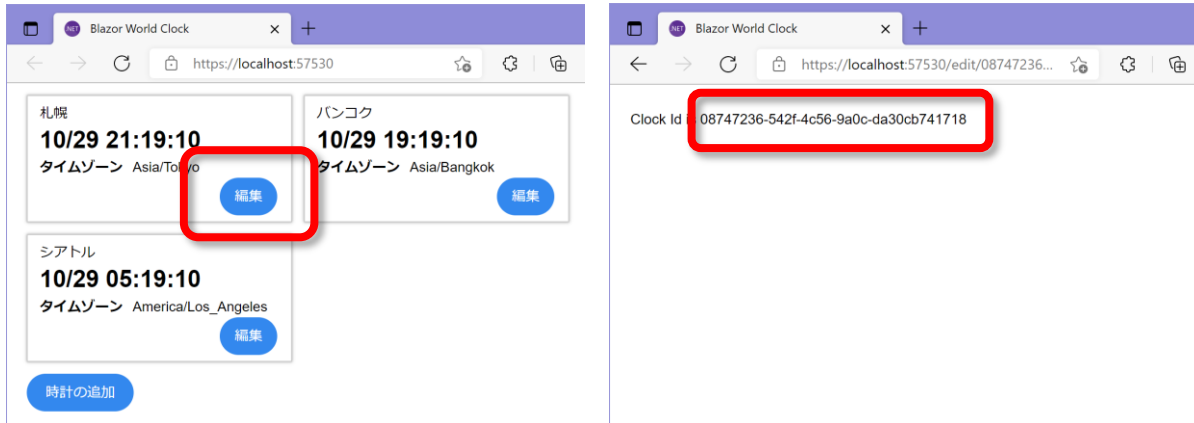 Blazor World Clock
https://localhost:57530
札幌
10/29 21:19:10
タイムゾーン Asia/Tokyo
編集
バンコク
10/29 19:19:10
タイムゾーン Asia/Bangkok
編集
シアトル
10/29 05:19:10
タイムゾーン America/Los_Angeles
編集
時計の追加
Blazor World Clock
https://localhost:57530/edit/08747236...
Clock Id is 08747236-542f-4c56-9a0c-da30cb741718